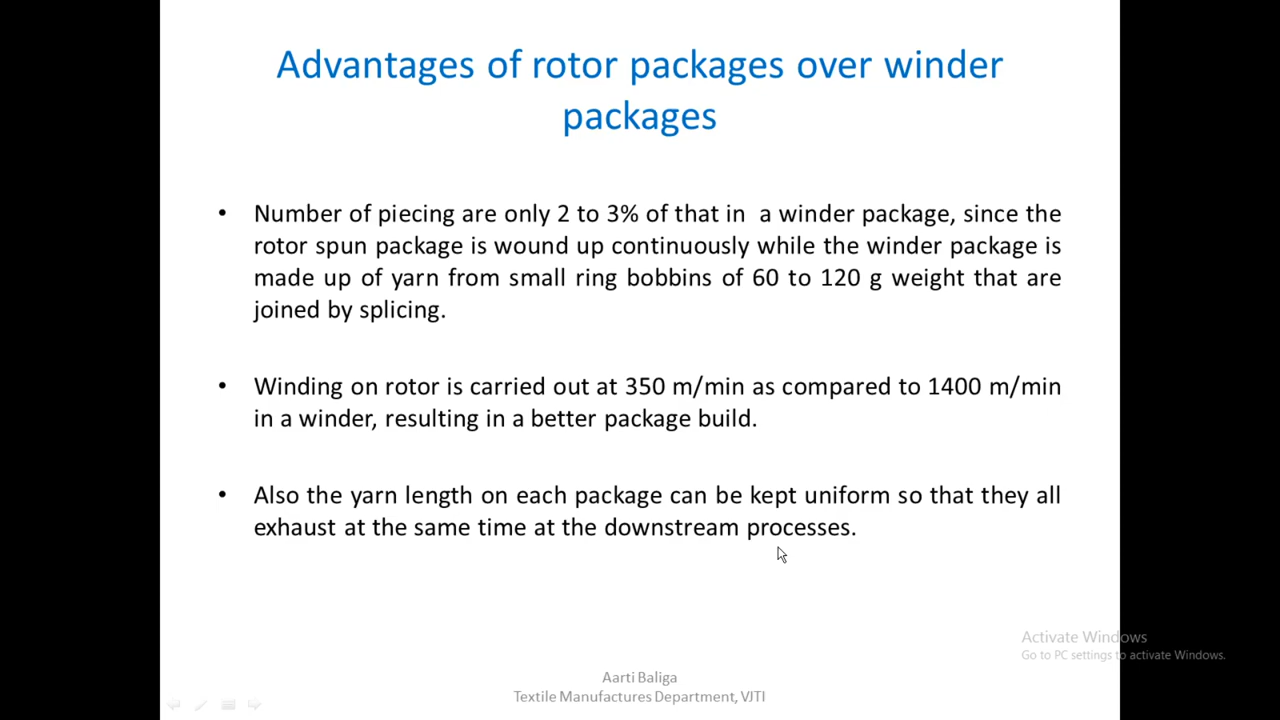 Advantages of rotor packages over winder
packages
• Number of piecing are only 2 to 3% of that in a winder package, since the
rotor spun package is wound up continuously while the winder package is
made up of yarn from small ring bobbins of 60 to 120 g weight that are
joined by splicing.
• Winding on rotor is carried out at 350 m/min as compared to 1400 m/min
in a winder, resulting in a better package build.
• Also the yarn length on each package can be kept uniform so that they all
exhaust at the same time at the downstream processes.
Activate Windows
Go to PC settings to activate Windows.
Aarti Baliga
Textile Manufactures Department, VJTI